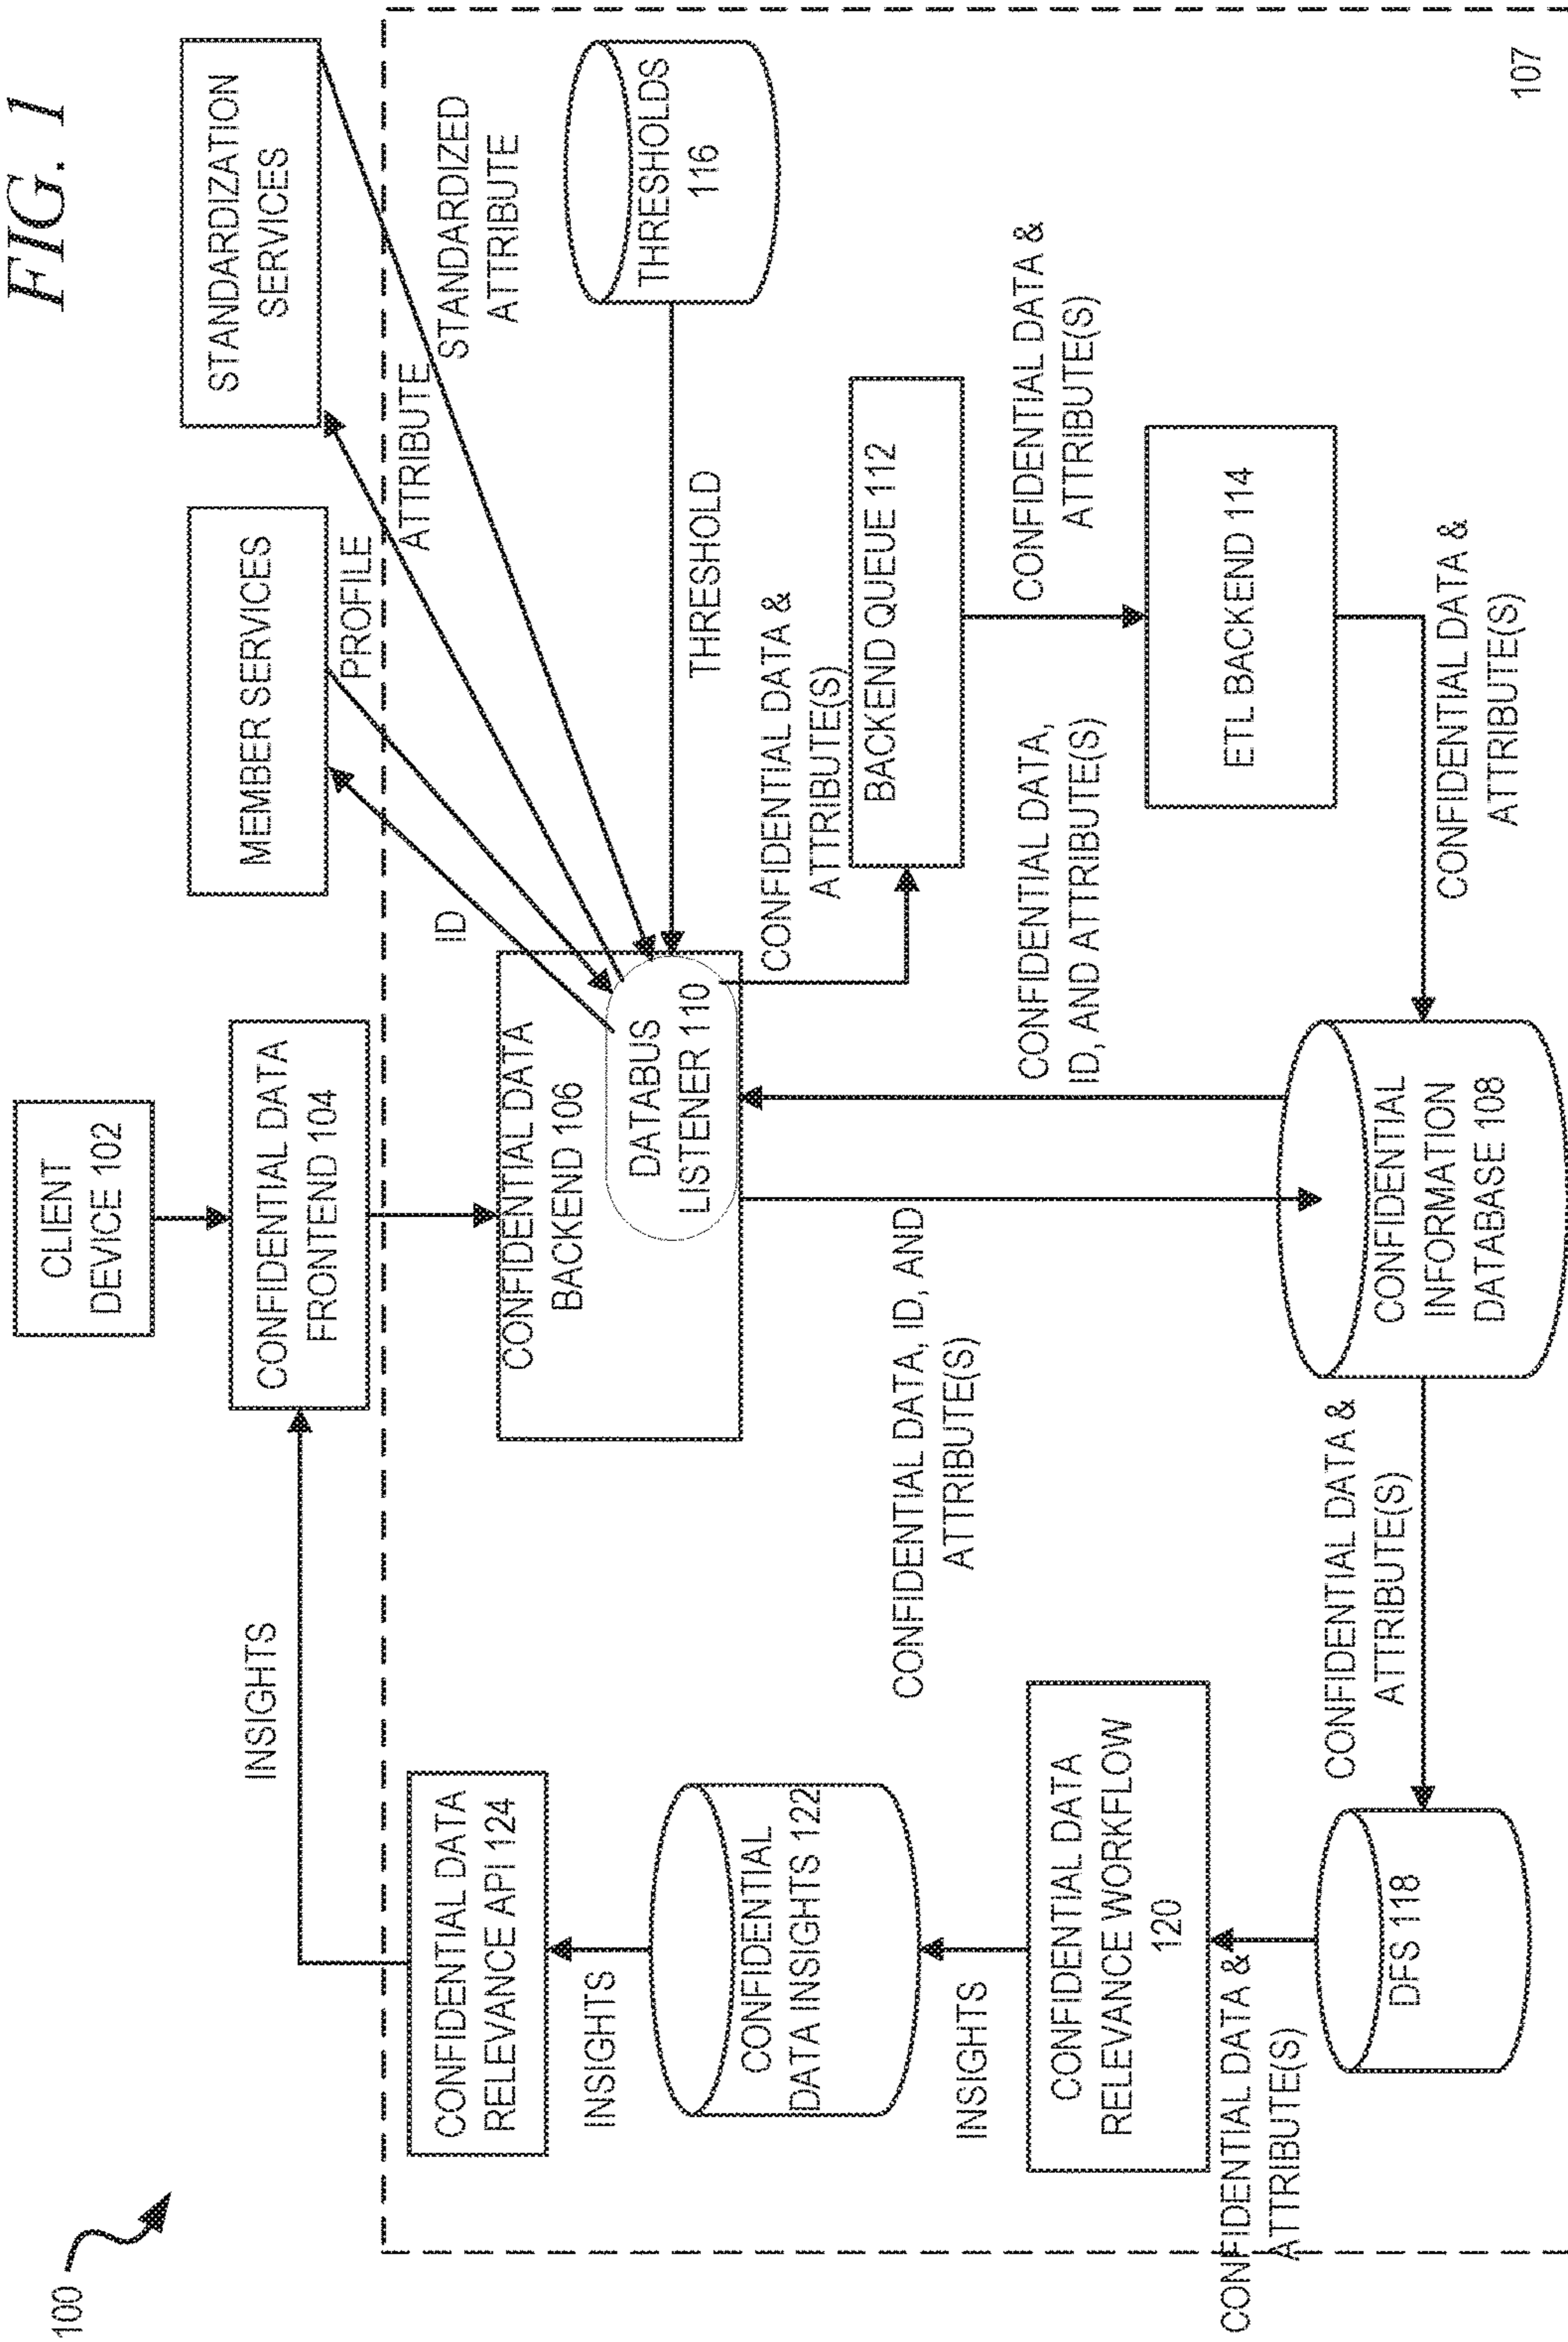 FIG. 1
100
CLIENT
DEVICE 102
CONFIDENTIAL DATA
FRONTEND 104
MEMBER SERVICES
STANDARDIZATION
SERVICES
INSIGHTS
PROFILE
ID
ATTRIBUTE
STANDARDIZED
ATTRIBUTE
CONFIDENTIAL DATA
RELEVANCE API 124
CONFIDENTIAL DATA
BACKEND 106
DATABUS
LISTENER 110
THRESHOLDS
116
THRESHOLD
INSIGHTS
CONFIDENTIAL
DATA INSIGHTS 122
CONFIDENTIAL DATA &
ATTRIBUTE(S)
BACKEND QUEUE 112
CONFIDENTIAL DATA, ID, AND
ATTRIBUTE(S)
CONFIDENTIAL DATA,
ID, AND ATTRIBUTE(S)
CONFIDENTIAL DATA &
ATTRIBUTE(S)
INSIGHTS
CONFIDENTIAL DATA
RELEVANCE WORKFLOW
120
ETL BACKEND 114
CONFIDENTIAL DATA &
ATTRIBUTE(S)
CONFIDENTIAL DATA &
ATTRIBUTE(S)
DFS 118
CONFIDENTIAL
INFORMATION
DATABASE 108
CONFIDENTIAL DATA &
ATTRIBUTE(S)
107